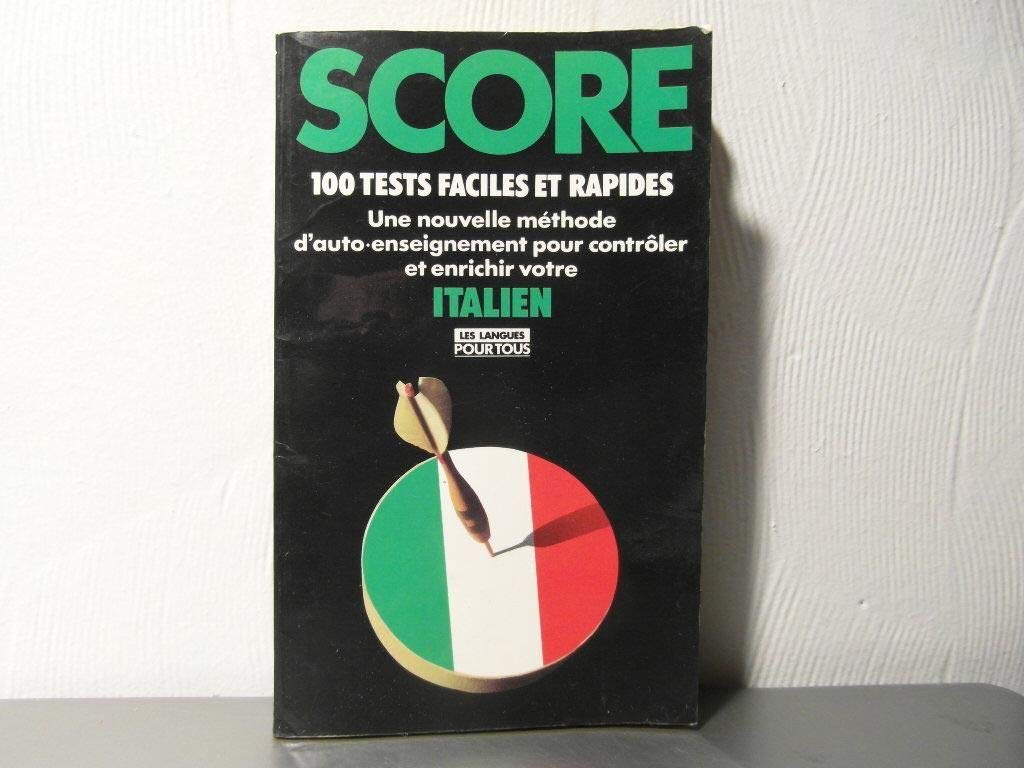 SCORE
100 TESTS FACILES ET RAPIDES
Une nouvelle méthode
d'auto-enseignement pour contrôler
et enrichir votre
ITALIEN
LES LANGUES
POUR TOUS